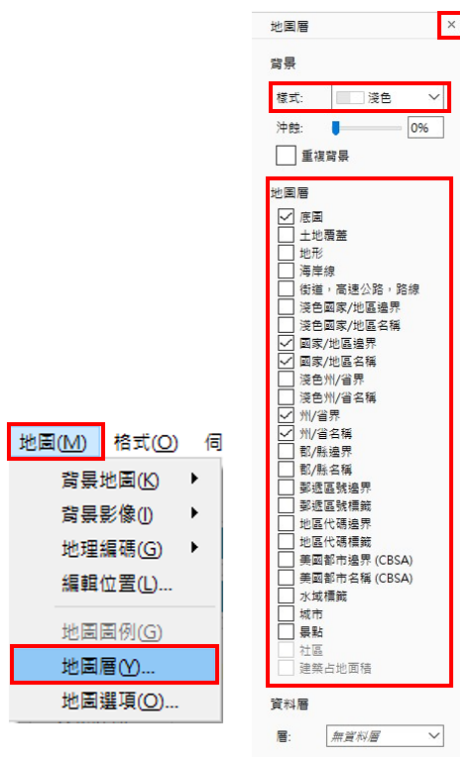 地圖(M) 格式(O) 伺
背景地圖(K)
背景影像(I)
地理編碼(G)
編輯位置(L)...
地圖圖例(G)
地圖層(Y)...
地圖選項(O)...
地圖層
背景
樣式: 淺色
沖蝕: 0%
重複背景
地圖層
底圖
土地覆蓋
地形
海岸線
街道，高速公路，路線
淺色國家/地區邊界
淺色國家/地區名稱
國家/地區邊界
國家/地區名稱
淺色州/省界
淺色州/省名稱
州/省界
州/省名稱
郡/縣邊界
郡/縣名稱
郵遞區號邊界
郵遞區號標籤
地區代碼邊界
地區代碼標籤
美國都市邊界 (CBSA)
美國都市名稱 (CBSA)
水域標籤
城市
景點
社區
建築占地面積
資料層
層: 無資料層